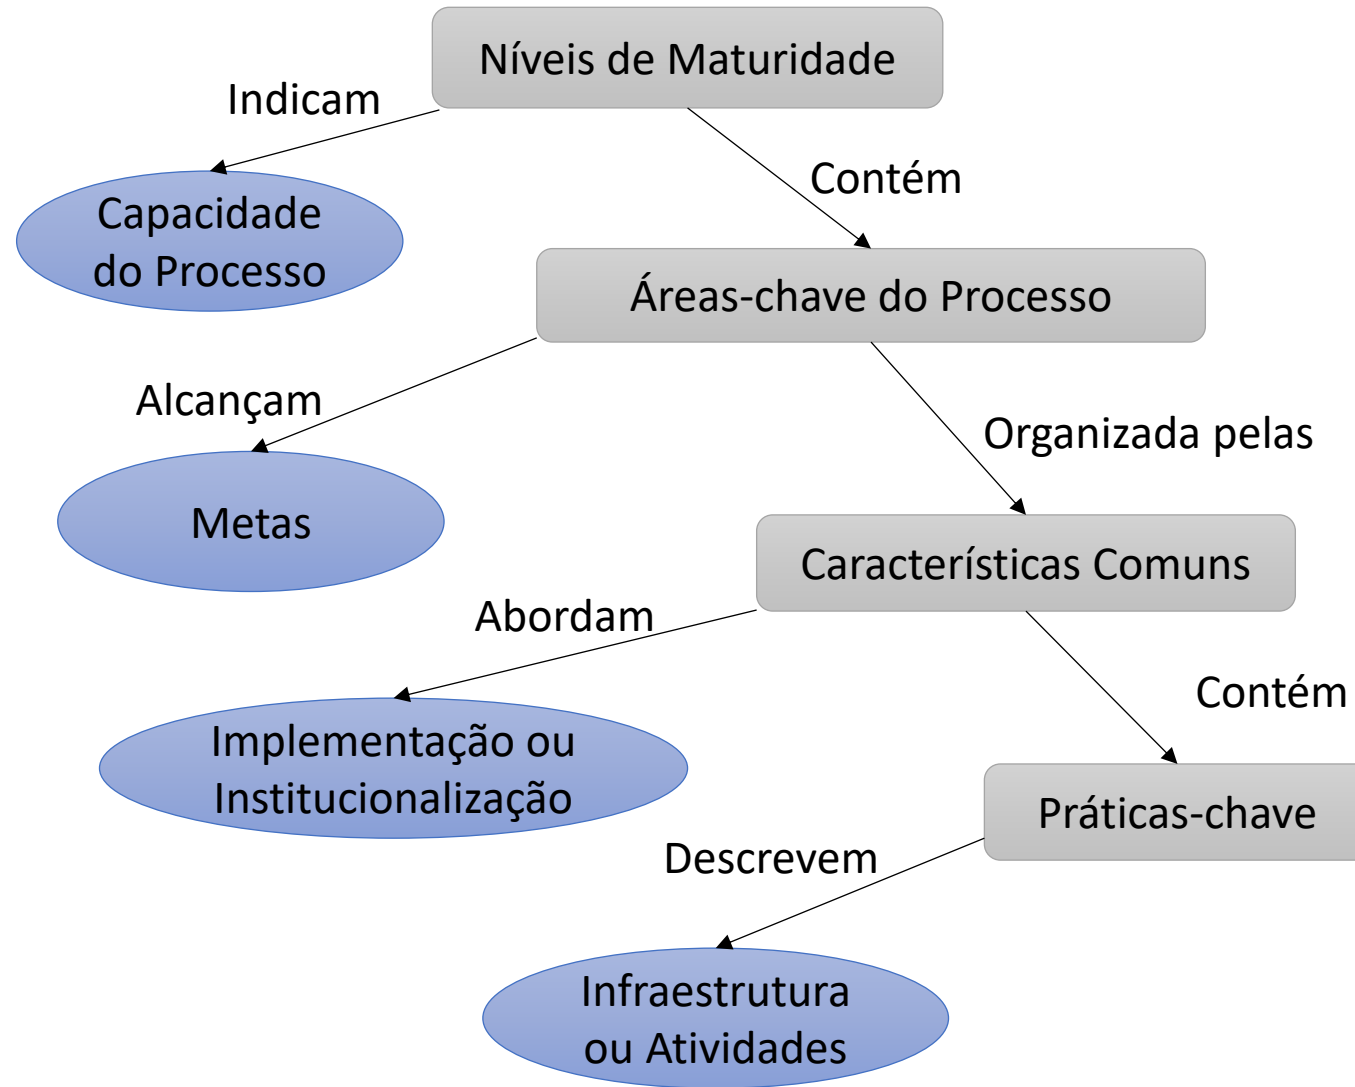 Níveis de Maturidade
Indicam
Contém
Capacidade
do Processo
Áreas-chave do Processo
Alcançam
Organizada pelas
Metas
Características Comuns
Abordam
Contém
Implementação ou
Institucionalização
Práticas-chave
Descrevem
Infraestrutura
ou Atividades